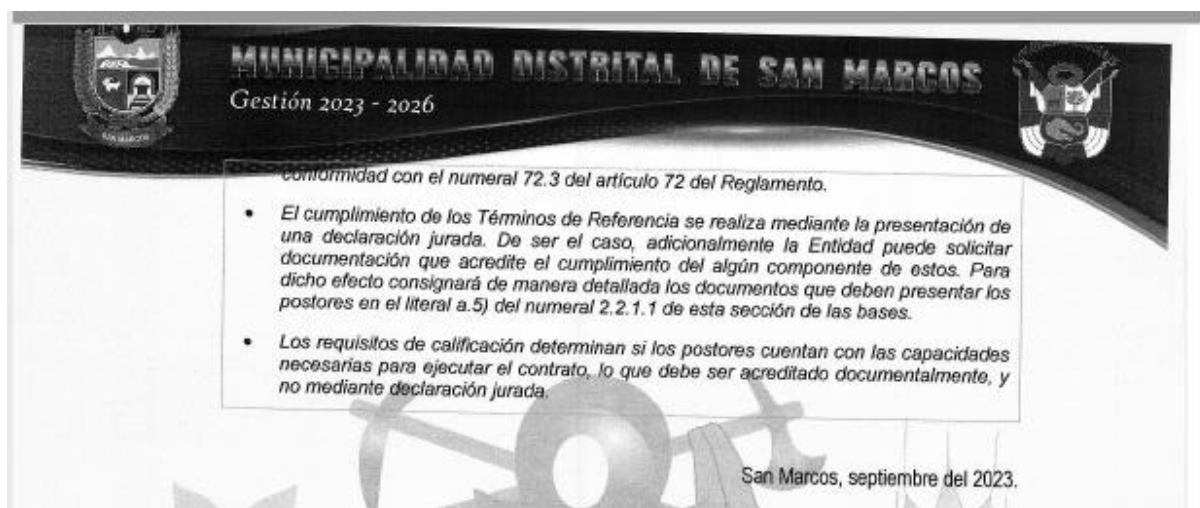 MUNICIPALIDAD DISTRITAL DE SAN MARCOS
Gestión 2023 - 2026
SAN MARCOS
conformidad con el numeral 72.3 del artículo 72 del Reglamento.
• El cumplimiento de los Términos de Referencia se realiza mediante la presentación de
una declaración jurada. De ser el caso, adicionalmente la Entidad puede solicitar
documentación que acredite el cumplimiento del algún componente de estos. Para
dicho efecto consignará de manera detallada los documentos que deben presentar los
postores en el literal a.5) del numeral 2.2.1.1 de esta sección de las bases.
• Los requisitos de calificación determinan si los postores cuentan con las capacidades
necesarias para ejecutar el contrato, lo que debe ser acreditado documentalmente, y
no mediante declaración jurada.
San Marcos, septiembre del 2023.